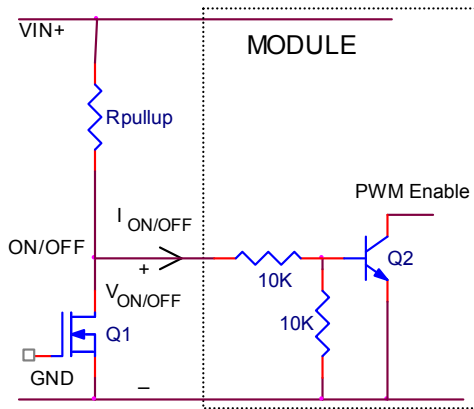 VIN+
MODULE
Rpullup
PWM Enable
I ON/OFF
ON/OFF
+
10K
Q2
V ON/OFF
10K
Q1
GND
–